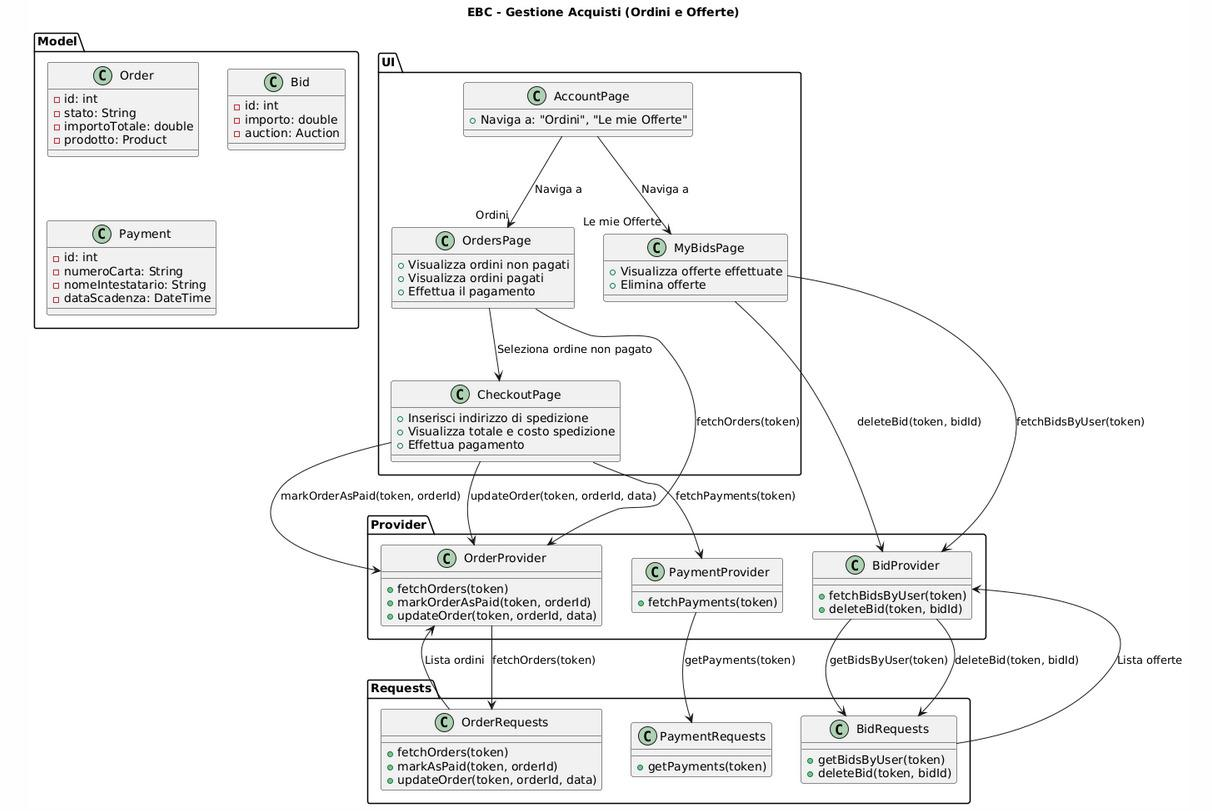 EBC - Gestione Acquisti (Ordini e Offerte)
Model
C Order
id: int
stato: String
importoTotale: double
prodotto: Product
C Bid
id: int
importo: double
auction: Auction
C Payment
id: int
numeroCarta: String
nomeIntestatario: String
dataScadenza: DateTime
UI
C AccountPage
Naviga a: "Ordini", "Le mie Offerte"
Naviga a
Naviga a
Ordini
Le mie Offerte
C OrdersPage
Visualizza ordini non pagati
Visualizza ordini pagati
Effettua il pagamento
C MyBidsPage
Visualizza offerte effettuate
Elimina offerte
Seleziona ordine non pagato
C CheckoutPage
Inserisci indirizzo di spedizione
Visualizza totale e costo spedizione
Effettua pagamento
fetchOrders(token)
deleteBid(token, bidId)
fetchBidsByUser(token)
markOrderAsPaid(token, orderId)
updateOrder(token, orderId, data)
fetchPayments(token)
Provider
C OrderProvider
fetchOrders(token)
markOrderAsPaid(token, orderId)
updateOrder(token, orderId, data)
C PaymentProvider
fetchPayments(token)
C BidProvider
fetchBidsByUser(token)
deleteBid(token, bidId)
Lista ordini
fetchOrders(token)
getPayments(token)
getBidsByUser(token)
deleteBid(token, bidId)
Lista offerte
Requests
C OrderRequests
fetchOrders(token)
markAsPaid(token, orderId)
updateOrder(token, orderId, data)
C PaymentRequests
getPayments(token)
C BidRequests
getBidsByUser(token)
deleteBid(token, bidId)